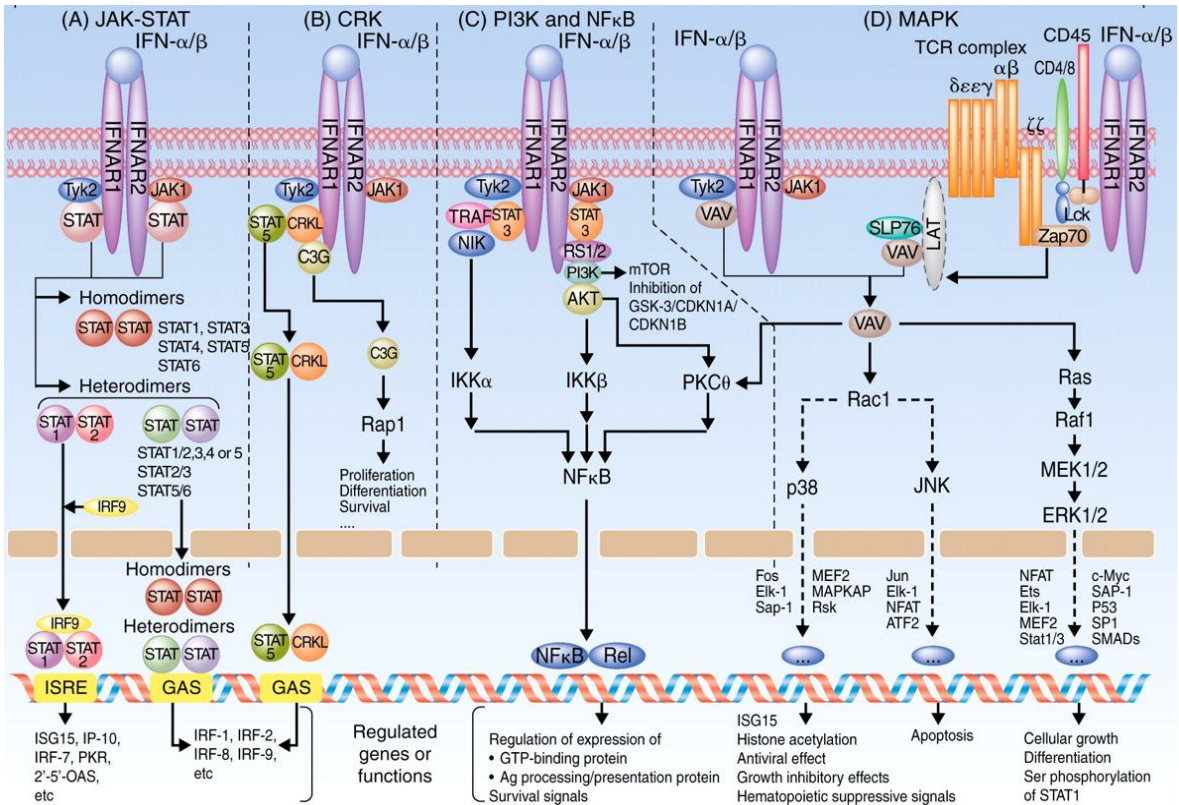 (A) JAK-STAT
IFN-α/β
IFNAR1
IFNAR2
Tyk2
JAK1
STAT
STAT
Homodimers
STAT STAT
STAT1, STAT3
STAT4, STAT5
STAT6
Heterodimers
STAT 1
STAT 2
STAT STAT
STAT1/2,3,4 or 5
STAT2/3
STAT5/6
IRF9
Homodimers
STAT STAT
Heterodimers
STAT STAT
IRF9
STAT 1
STAT 2
ISRE
GAS
ISG15, IP-10,
IRF-7, PKR,
2'-5'-OAS,
etc
IRF-1, IRF-2,
IRF-8, IRF-9,
etc
(B) CRK
IFN-α/β
IFNAR1
IFNAR2
Tyk2
JAK1
STAT 5
CRKL
C3G
STAT 5
CRKL
C3G
Rap1
Proliferation
Differentiation
Survival
....
STAT 5
CRKL
GAS
Regulated
genes or
functions
(C) PI3K and NFκB
IFN-α/β
IFNAR1
IFNAR2
Tyk2
JAK1
TRAF
STAT 3
STAT 3
NIK
RS1/2
PI3K
AKT
mTOR
Inhibition of
GSK-3/CDKN1A/
CDKN1B
IKKα
IKKβ
PKCθ
NFκB
NFκB
Rel
Regulation of expression of
• GTP-binding protein
• Ag processing/presentation protein
Survival signals
(D) MAPK
IFN-α/β
IFNAR1
IFNAR2
Tyk2
JAK1
VAV
TCR complex
δεεγ
αβ
ζζ
CD4/8
CD45
IFN-α/β
IFNAR1
IFNAR2
SLP76
VAV
LAT
Lck
Zap70
VAV
Rac1
Ras
Raf1
MEK1/2
ERK1/2
p38
JNK
Fos
Elk-1
Sap-1
MEF2
MAPKAP
Rsk
Jun
Elk-1
NFAT
ATF2
NFAT
Ets
Elk-1
MEF2
Stat1/3
c-Myc
SAP-1
P53
SP1
SMADs
...
...
...
ISG15
Histone acetylation
Antiviral effect
Growth inhibitory effects
Hematopoietic suppressive signals
Apoptosis
Cellular growth
Differentiation
Ser phosphorylation
of STAT1